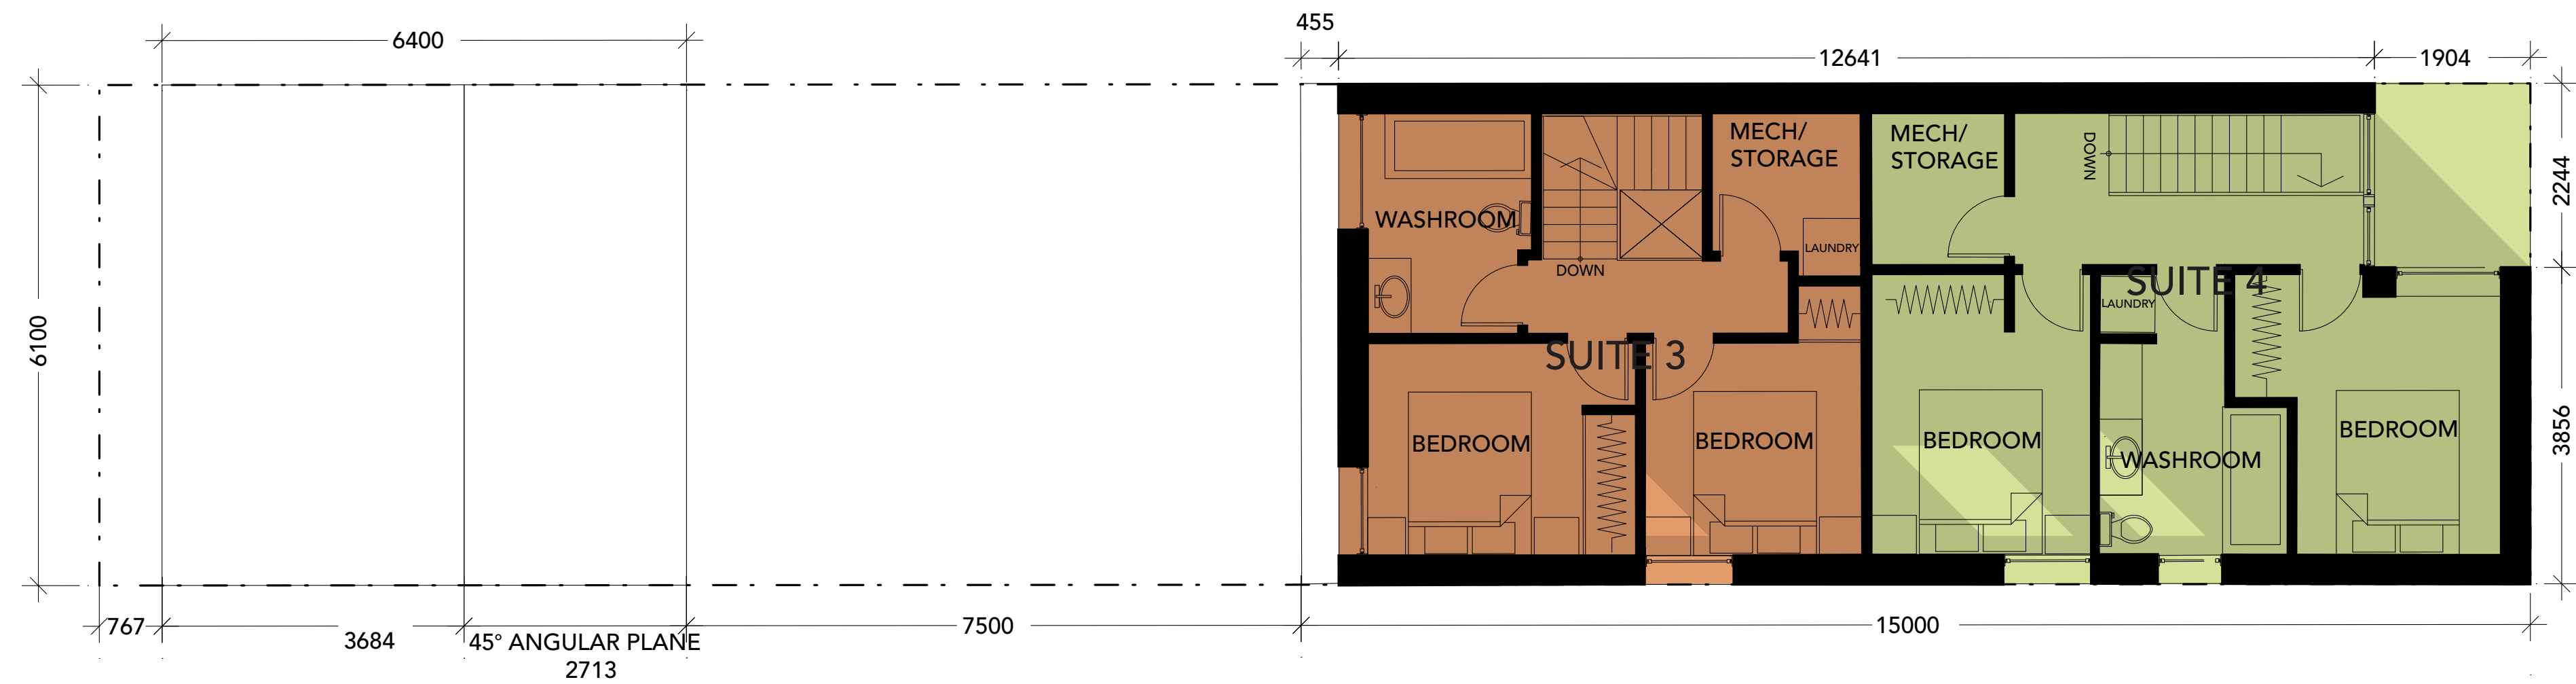 455
6400
12641
1904
MECH/
STORAGE
MECH/
STORAGE
DOWN
2244
WASHROOM
LAUNDRY
DOWN
SUITE 4
LAUNDRY
6100
SUITE 3
BEDROOM
BEDROOM
BEDROOM
WASHROOM
BEDROOM
3856
767
3684
45° ANGULAR PLANE
2713
7500
15000